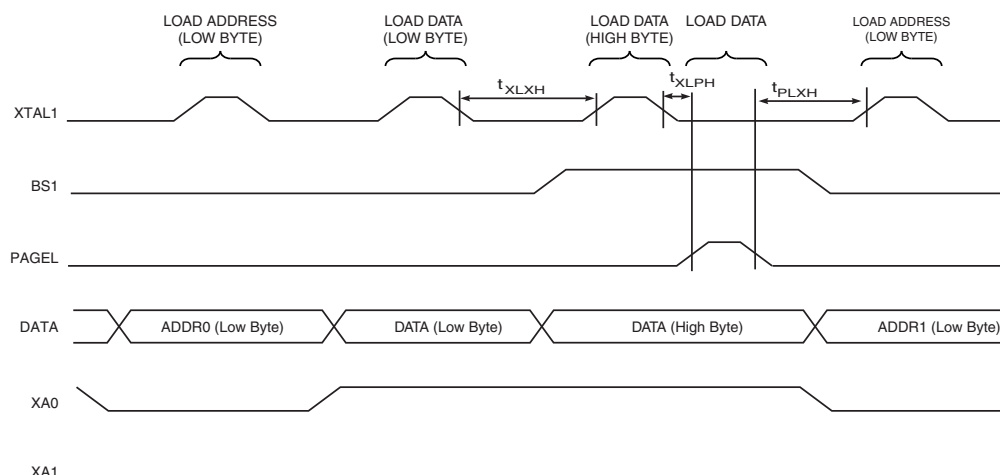 LOAD ADDRESS
(LOW BYTE)
LOAD DATA
(LOW BYTE)
LOAD DATA
(HIGH BYTE)
LOAD DATA
LOAD ADDRESS
(LOW BYTE)
XTAL1
tXLXH
tXLPH
tPLXH
BS1
PAGEL
DATA
ADDR0 (Low Byte)
DATA (Low Byte)
DATA (High Byte)
ADDR1 (Low Byte)
XA0
XA1